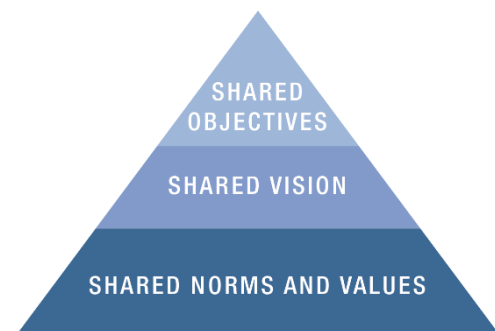 SHARED
OBJECTIVES
SHARED VISION
SHARED NORMS AND VALUES